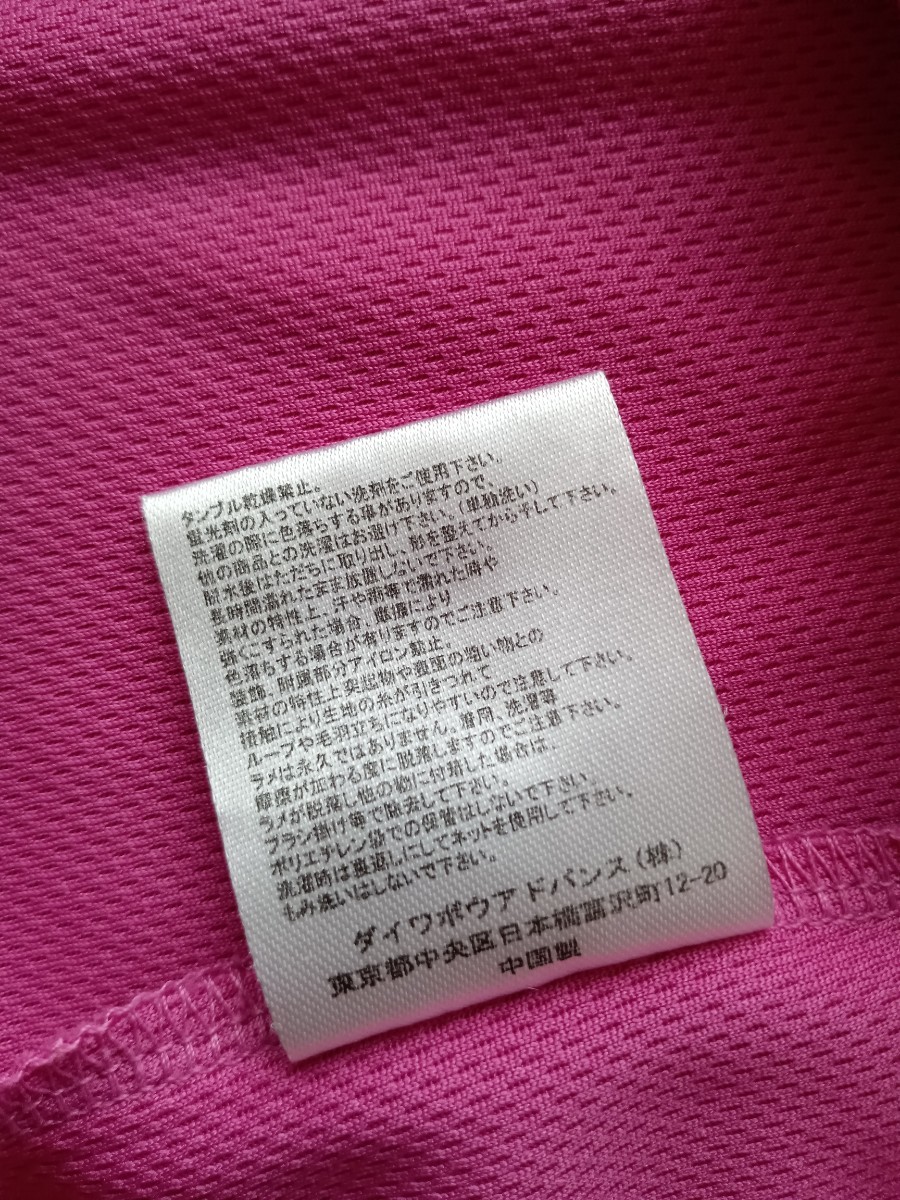 タンブル乾燥禁止。
蛍光剤の入っていない洗剤をご使用下さい。
洗濯の際に色落ちする事がありますので、
他の商品との洗濯はお避け下さい。(単独洗い)
脱水後はただちに取り出し、形を整えてから干して下さい。
長時間濡れたまま放置しないで下さい。
素材の特性上、汗や雨等で濡れた時や
強くこすられた場合、摩擦により
色落ちする場合が有りますのでご注意下さい。
装飾、附属部分アイロン禁止。
素材の特性上突起物や表面の粗い物との
接触により生地の糸が引きつれて
ループや毛羽立ちになりやすいので注意して下さい。
ラメは永久ではありません、着用、洗濯等
摩擦が加わる度に脱落しますのでご注意下さい。
ラメが脱落し他の物に付着した場合は、
ブラシ掛け等で除去して下さい。
ポリエチレン袋での保管はしないで下さい。
洗濯時は裏返しにしてネットを使用して下さい。
もみ洗いはしないで下さい。
ダイワボウアドバンス(株)
東京都中央区日本橋富沢町12-20
中国製